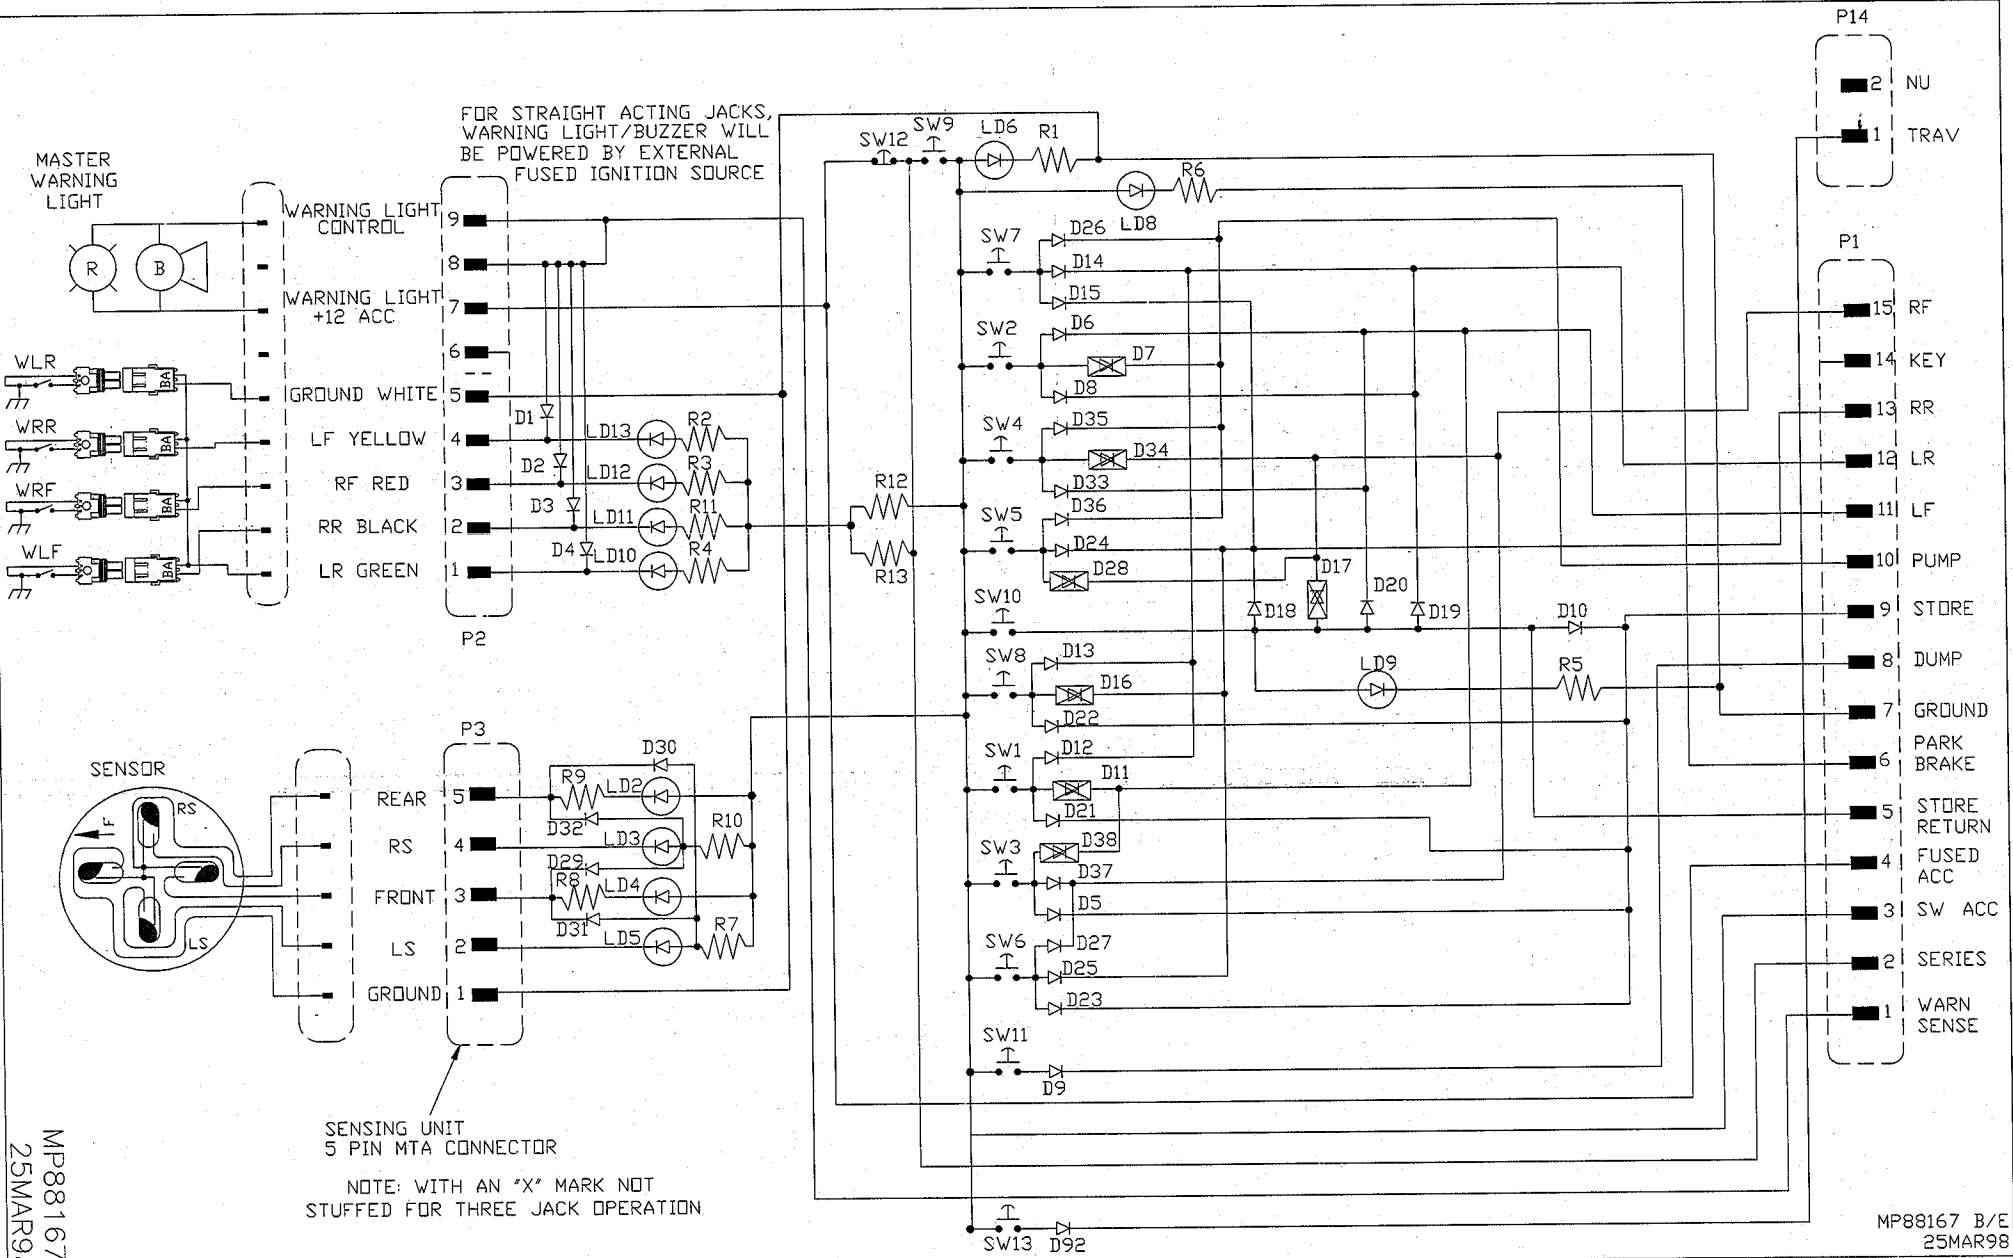 P14
2 NU
1 TRAV
FOR STRAIGHT ACTING JACKS,
WARNING LIGHT/BUZZER WILL
BE POWERED BY EXTERNAL
FUSED IGNITION SOURCE
MASTER
WARNING
LIGHT
R
B
WARNING LIGHT
CONTROL
9
8
WARNING LIGHT
+12 ACC
7
6
GROUND WHITE 5
LF YELLOW 4
RF RED 3
RR BLACK 2
LR GREEN 1
P2
WLR
BA
WRR
BA
WRF
BA
WLF
BA
D1
D2
D3
D4
LD13
R2
LD12
R3
LD11
R11
LD10
R4
R12
R13
SW12
SW9
LD6
R1
R6
LD8
SW7
D26
D14
D15
SW2
D6
D7
D8
SW4
D35
D34
D33
SW5
D36
D24
D28
D17
D18
D20
D19
SW10
D10
SW8
D13
D16
D22
LD9
R5
SW1
D12
D11
D21
SW3
D38
D37
D5
SW6
D27
D25
D23
SW11
D9
SW13
D92
P1
15 RF
14 KEY
13 RR
12 LR
11 LF
10 PUMP
9 STORE
8 DUMP
7 GROUND
6 PARK
BRAKE
5 STORE
RETURN
4 FUSED
ACC
3 SW ACC
2 SERIES
1 WARN
SENSE
SENSOR
RS
F
LS
P3
REAR 5
RS 4
FRONT 3
LS 2
GROUND 1
D30
R9
LD2
D32
LD3
R10
D29
R8
LD4
D31
LD5
R7
SENSING UNIT
5 PIN MTA CONNECTOR
NOTE: WITH AN "X" MARK NOT
STUFFED FOR THREE JACK OPERATION
MP88167
25MAR9
MP88167 B/E
25MAR98